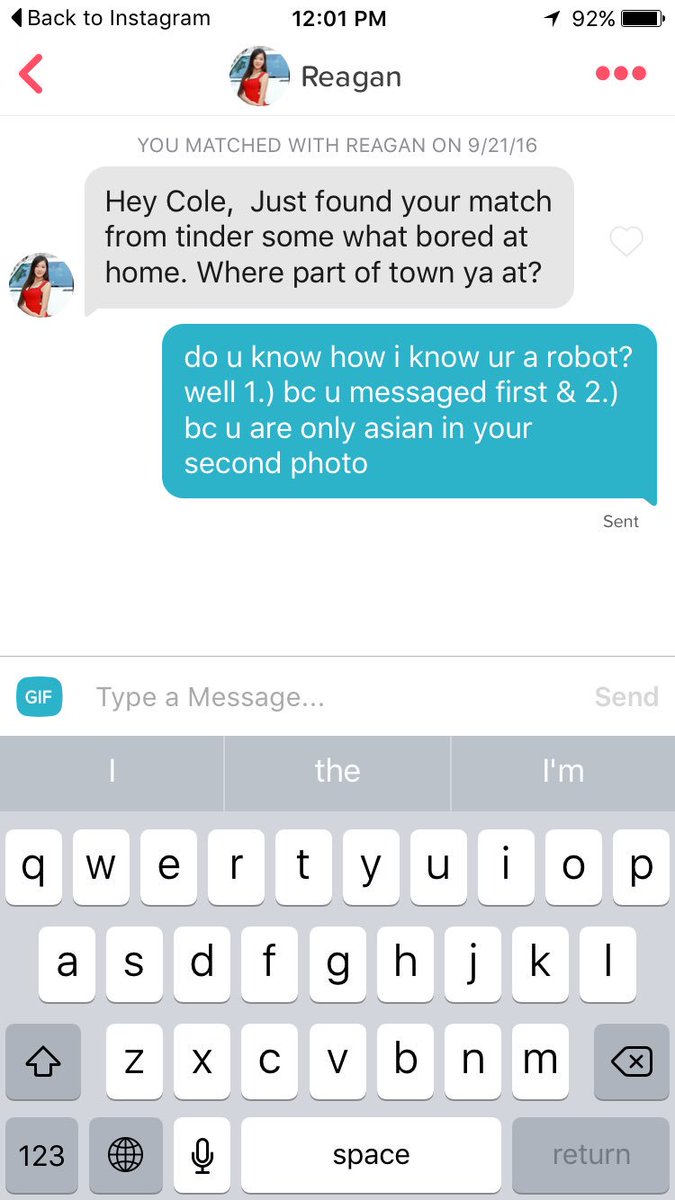 Back to Instagram 12:01 PM 92%
Reagan
YOU MATCHED WITH REAGAN ON 9/21/16
Hey Cole,  Just found your match
from tinder some what bored at
home. Where part of town ya at?
do u know how i know ur a robot?
well 1.) bc u messaged first & 2.)
bc u are only asian in your
second photo
Sent
GIF Type a Message... Send
I the I'm
q w e r t y u i o p
a s d f g h j k l
z x c v b n m
123 space return